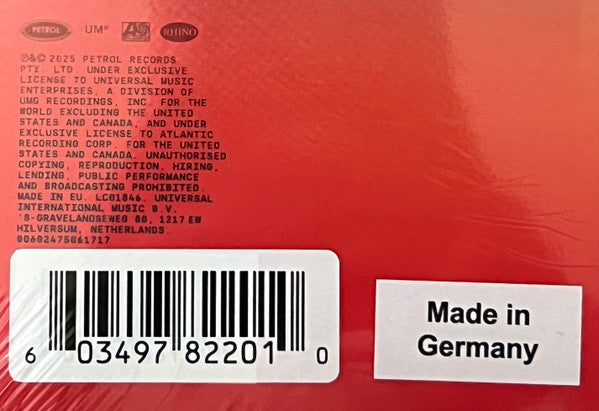 PETROL UMe RHINO
℗&© 2025 PETROL RECORDS
PTY. LTD. UNDER EXCLUSIVE
LICENSE TO UNIVERSAL MUSIC
ENTERPRISES, A DIVISION OF
UMG RECORDINGS, INC. FOR THE
WORLD EXCLUDING THE UNITED
STATES AND CANADA, AND UNDER
EXCLUSIVE LICENSE TO ATLANTIC
RECORDING CORP. FOR THE UNITED
STATES AND CANADA. UNAUTHORISED
COPYING, REPRODUCTION, HIRING,
LENDING, PUBLIC PERFORMANCE
AND BROADCASTING PROHIBITED.
MADE IN EU. LC01846. UNIVERSAL
INTERNATIONAL MUSIC B.V.
'S-GRAVELANDSEWEG 80, 1217 EW
HILVERSUM, NETHERLANDS.
00602475061717
6 03497 82201 0
Made in
Germany